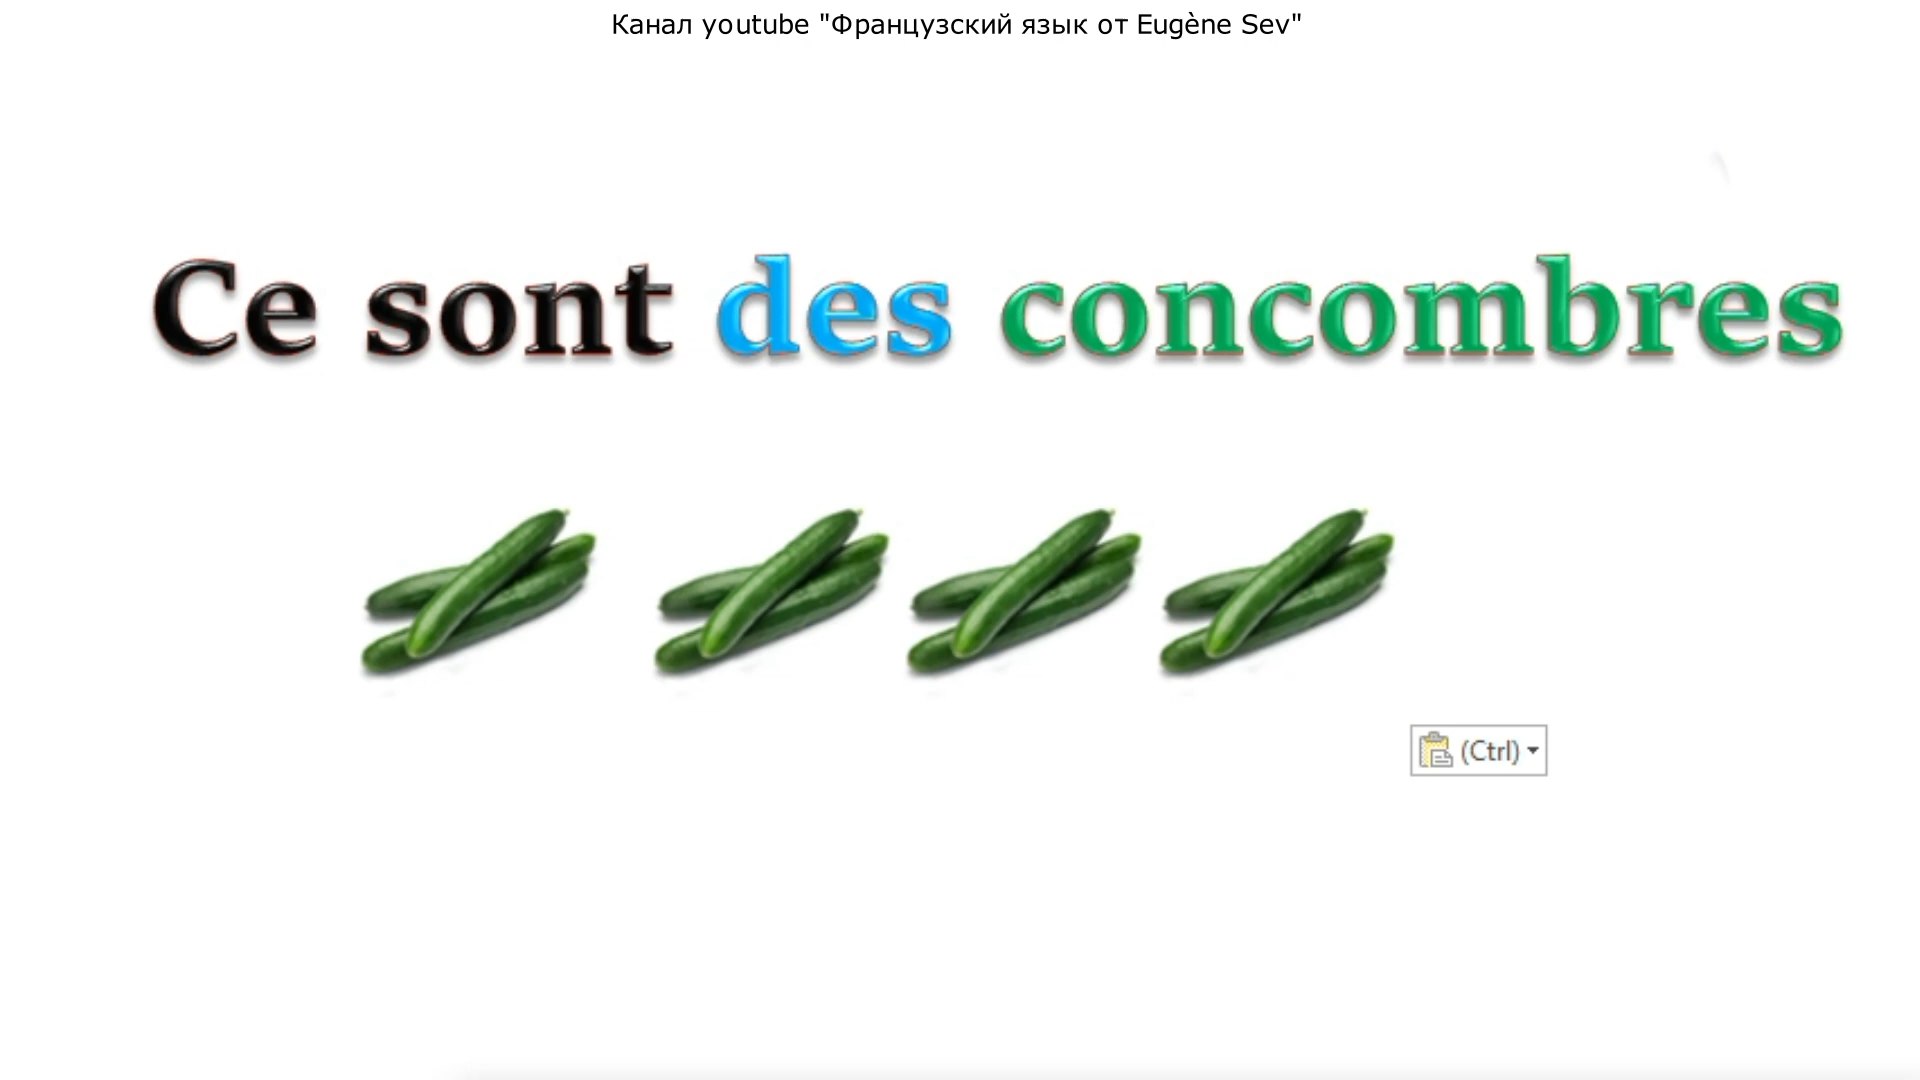 Канал youtube "Французский язык от Eugène Sev"
Ce sont des concombres
(Ctrl)